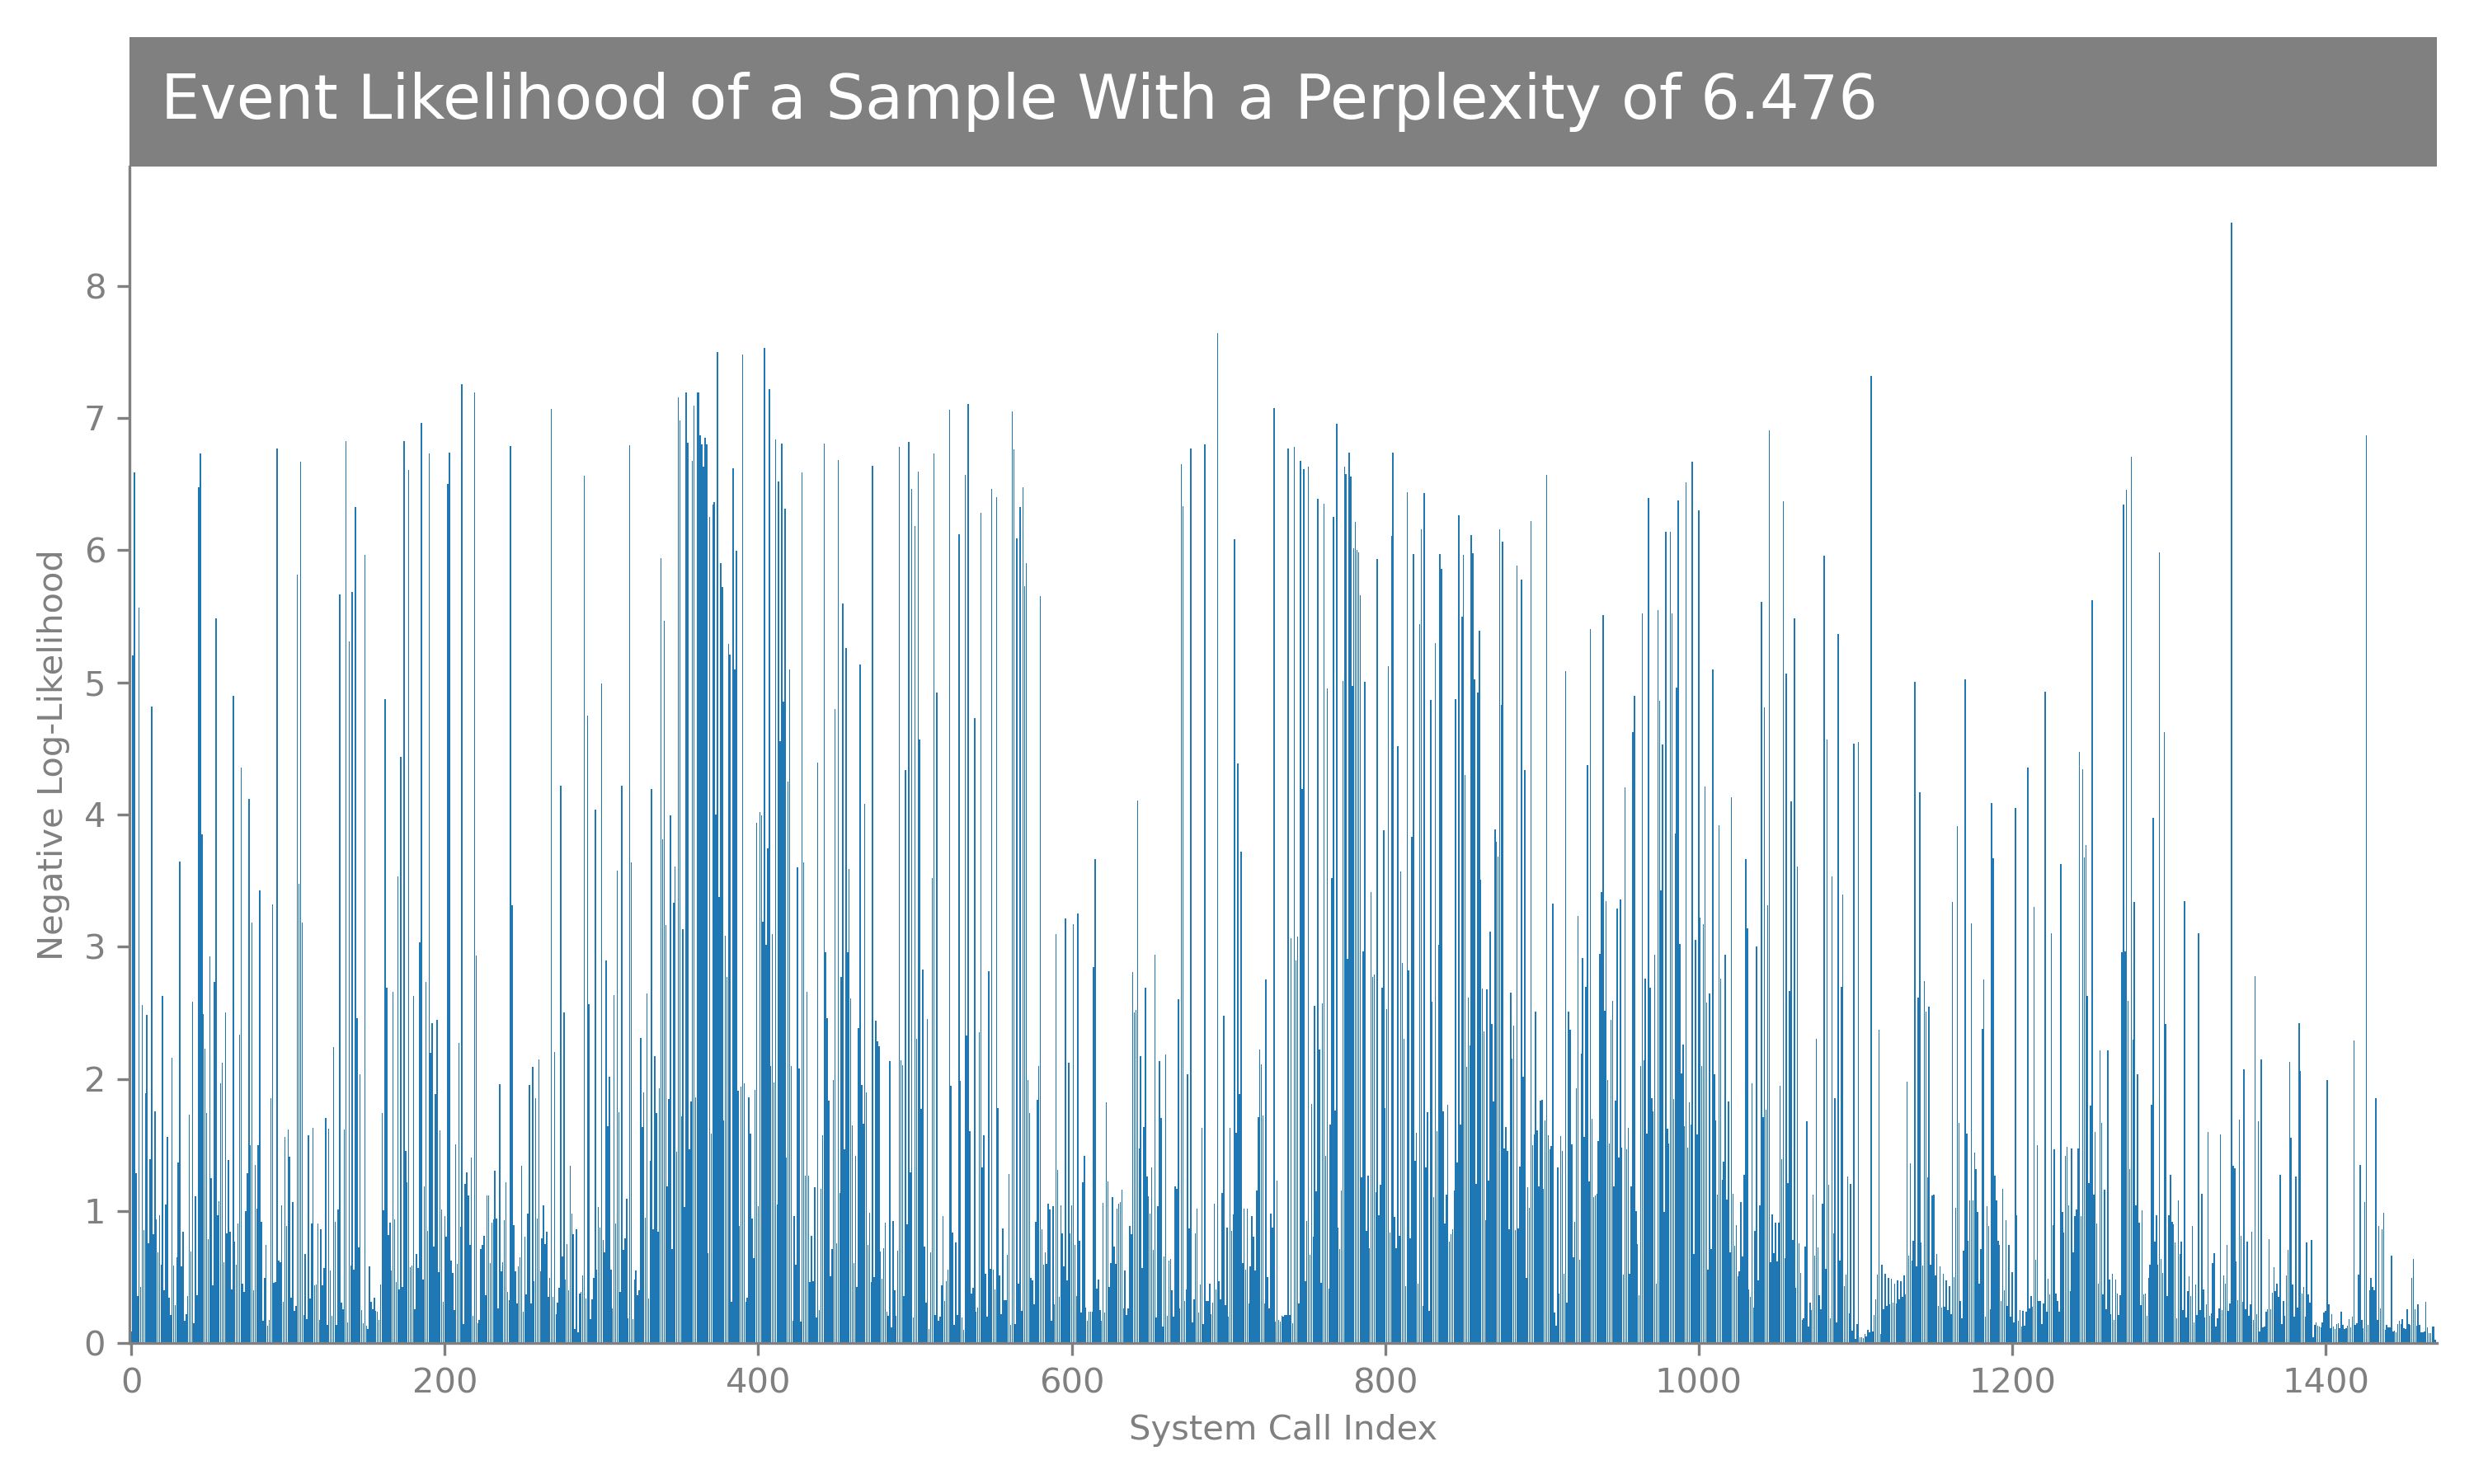 Event Likelihood of a Sample With a Perplexity of 6.476
8
7
6
5
4
3
2
1
0
Negative Log-Likelihood
0 200 400 600 800 1000 1200 1400
System Call Index